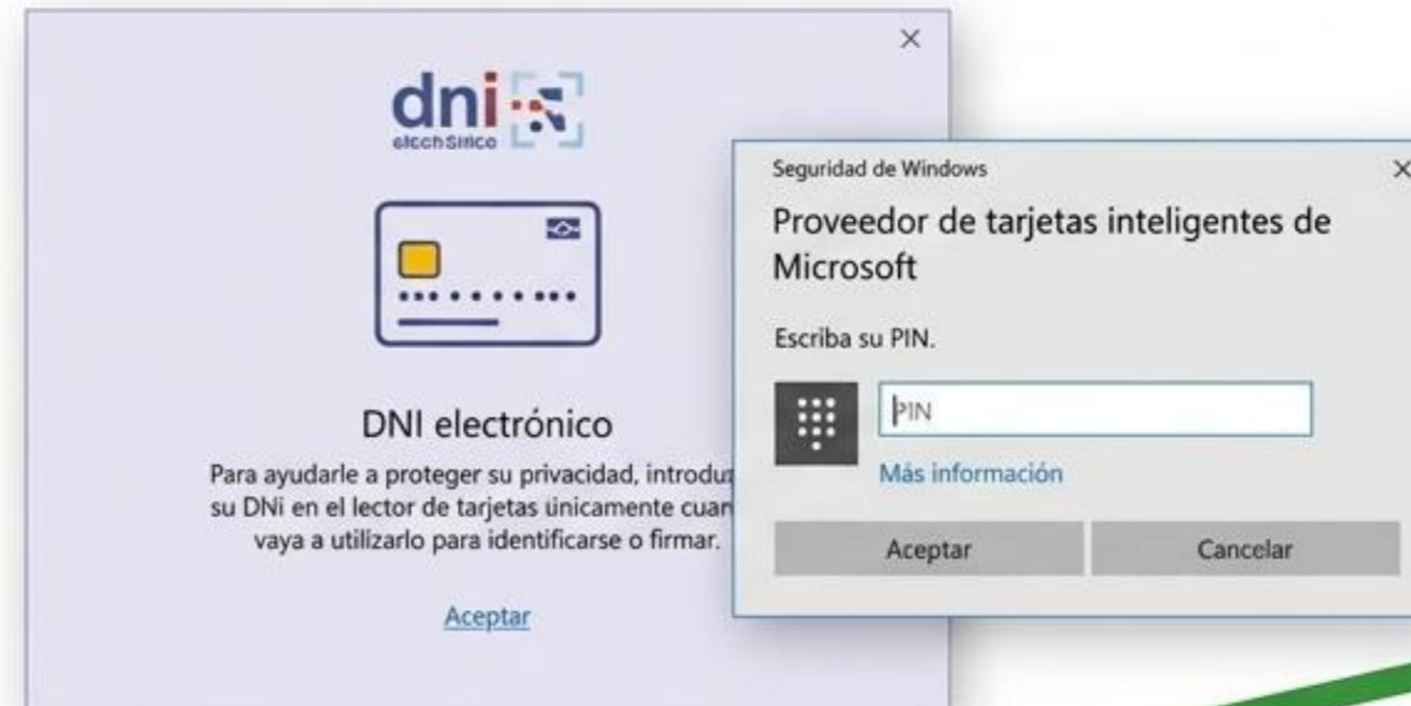 dni
DNI electrónico
Para ayudarle a proteger su privacidad, introdu
su DNi en el lector de tarjetas únicamente cuan
vaya a utilizarlo para identificarse o firmar.
Aceptar
Seguridad de Windows
Proveedor de tarjetas inteligentes de
Microsoft
Escriba su PIN.
PIN
Más información
Aceptar
Cancelar